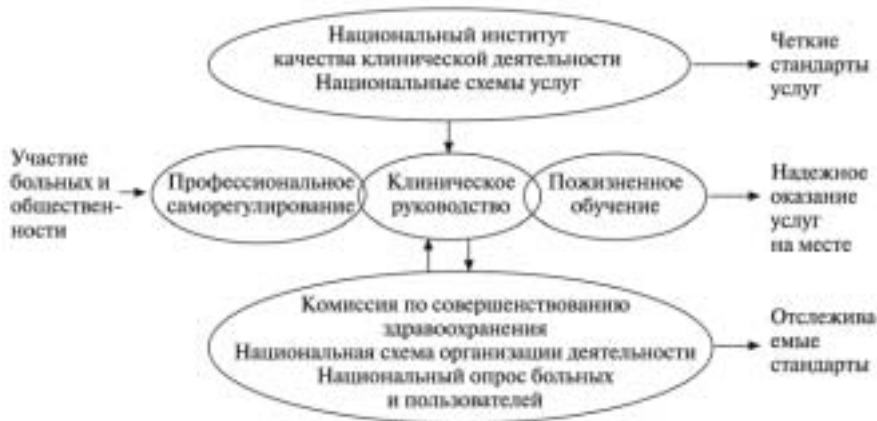 Национальный институт
качества клинической деятельности
Национальные схемы услуг
Четкие
стандарты
услуг
Участие
больных и
обществен-
ности
Профессиональное
саморегулирование
Клиническое
руководство
Пожизненное
обучение
Надежное
оказание
услуг
на месте
Комиссия по совершенствованию
здравоохранения
Национальная схема организации деятельности
Национальный опрос больных
и пользователей
Отслежива
емые
стандарты